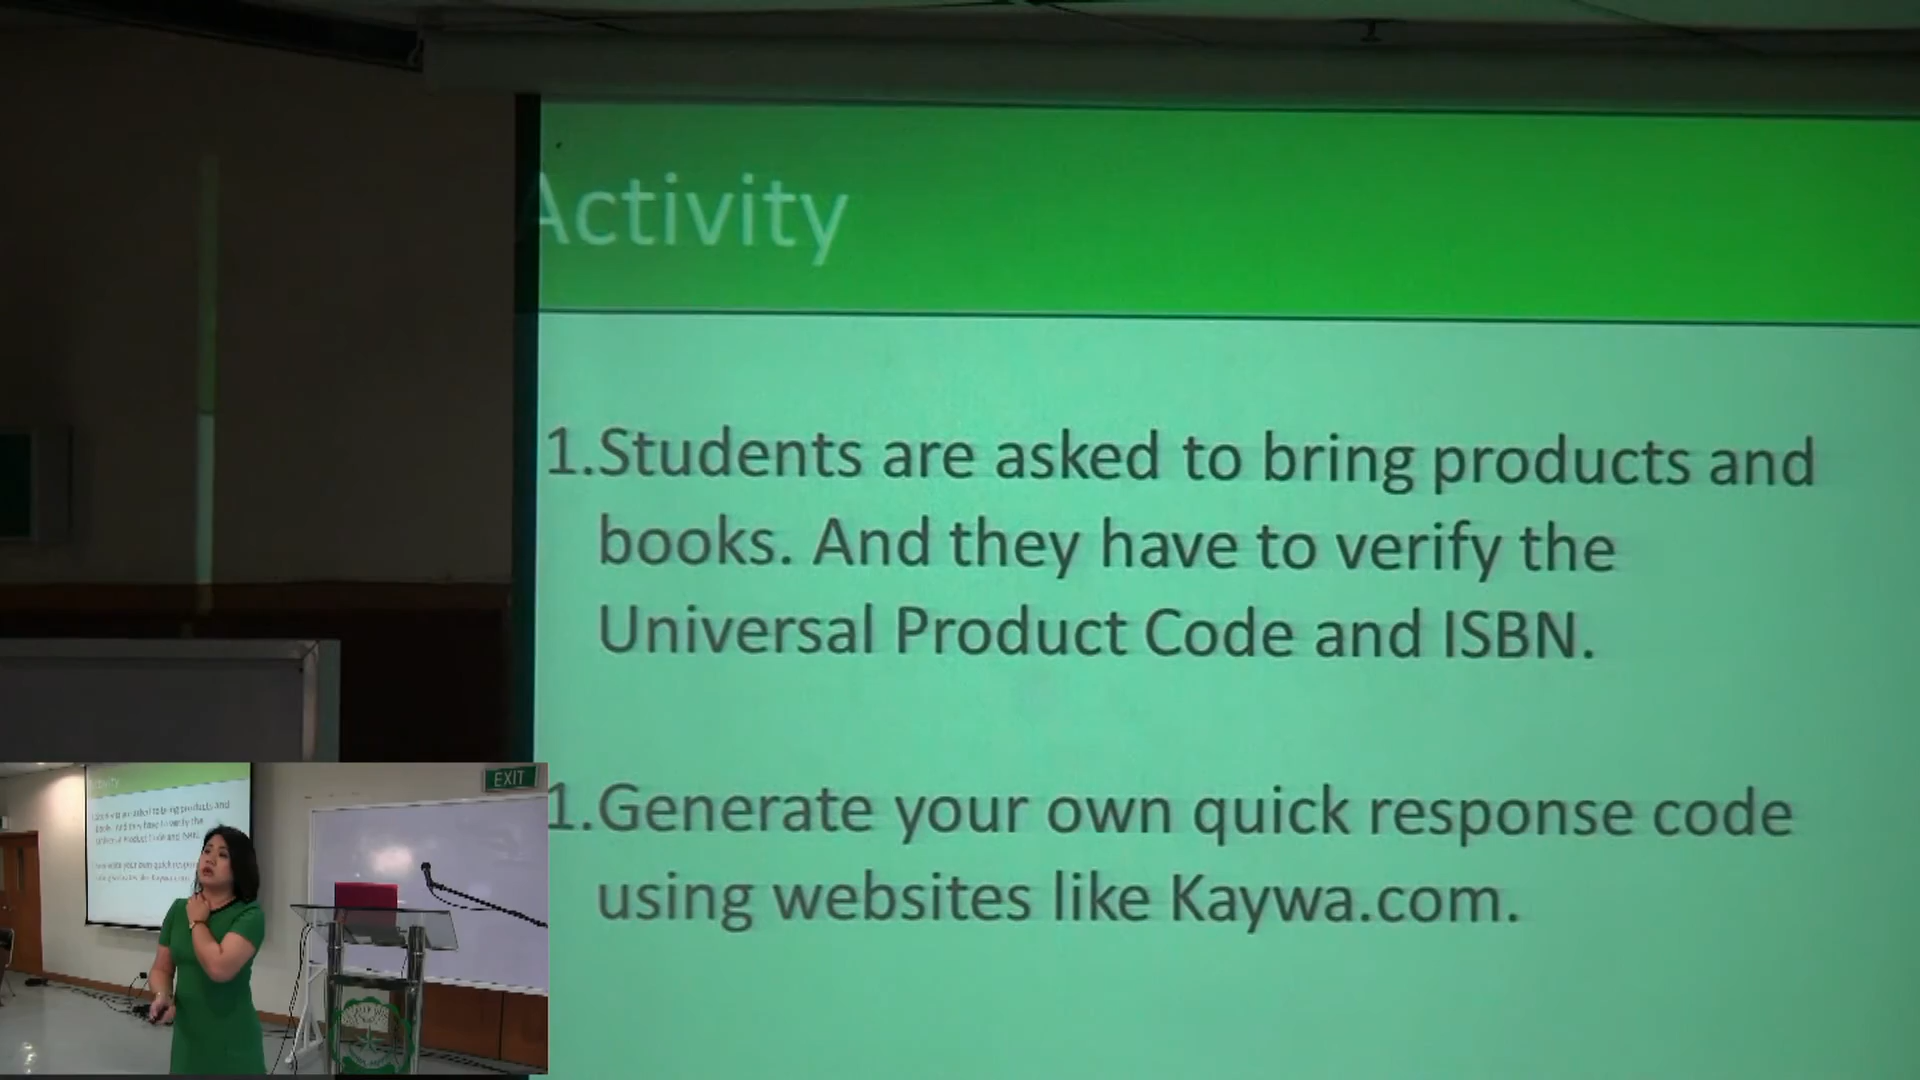 Activity
1.Students are asked to bring products and
books. And they have to verify the
Universal Product Code and ISBN.
1.Generate your own quick response code
using websites like Kaywa.com.
EXIT